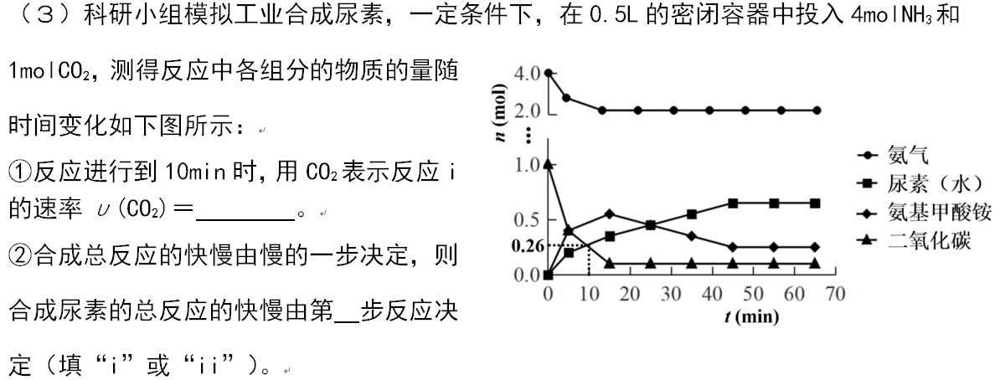 （3）科研小组模拟工业合成尿素，一定条件下，在 0.5L 的密闭容器中投入 4molNH₃和
1molCO₂，测得反应中各组分的物质的量随
时间变化如下图所示：
①反应进行到 10min 时，用 CO₂表示反应 i
的速率 υ(CO₂)＝________。
②合成总反应的快慢由慢的一步决定，则
合成尿素的总反应的快慢由第__步反应决
定（填“i”或“ii”）。
n (mol)
4.0
2.0
⋯
1.0
0.5
0.26
0.0
0 10 20 30 40 50 60 70
t (min)
氨气
尿素（水）
氨基甲酸铵
二氧化碳